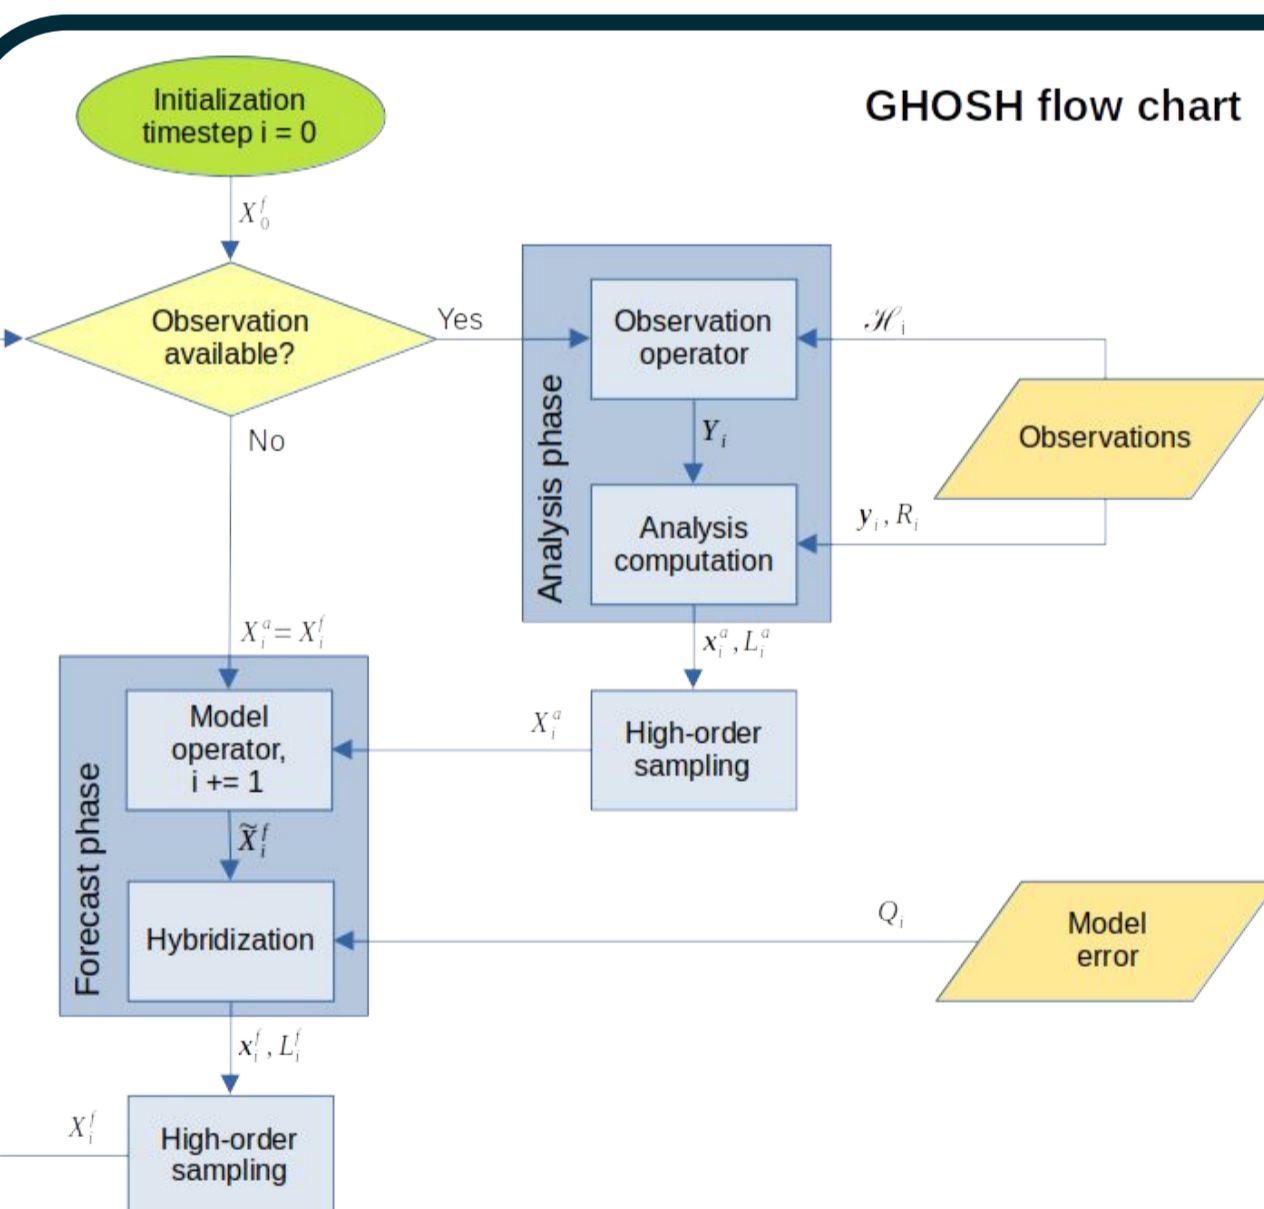 GHOSH flow chart
Initialization
timestep i = 0
X₀ᶠ
Observation
available?
Yes
No
Analysis phase
Observation
operator
ℋᵢ
Observations
Yᵢ
Analysis
computation
yᵢ, Rᵢ
xᵢᵃ, Lᵢᵃ
Xᵢᵃ= Xᵢᶠ
Forecast phase
Model
operator,
i += 1
Xᵢᵃ
High-order
sampling
X̃ᵢᶠ
Hybridization
Qᵢ
Model
error
xᵢᶠ, Lᵢᶠ
Xᵢᶠ
High-order
sampling